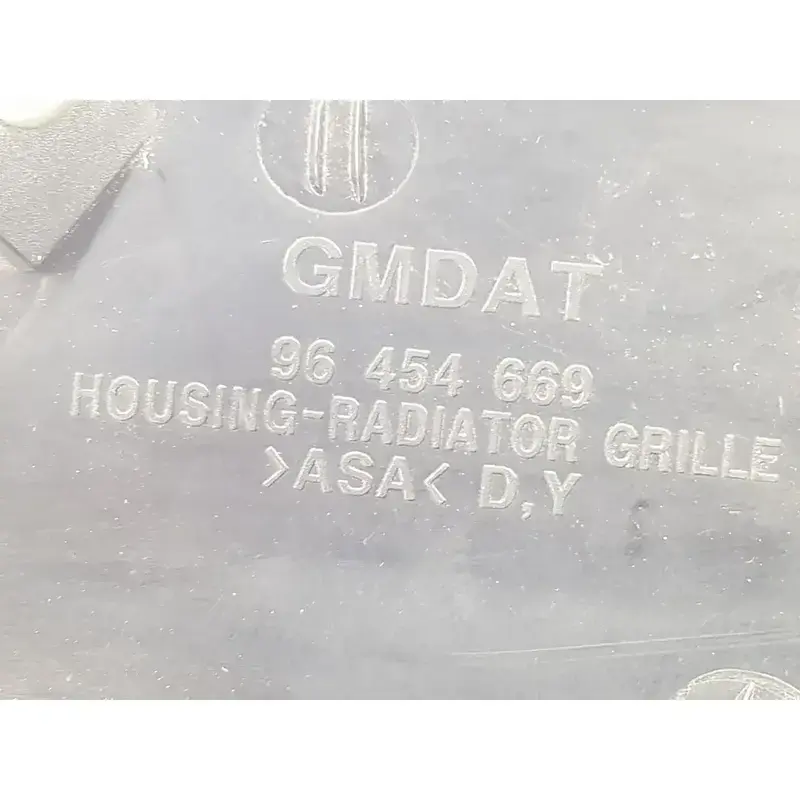 GMDAT
96 454 669
HOUSING-RADIATOR GRILLE
>ASA< D,Y